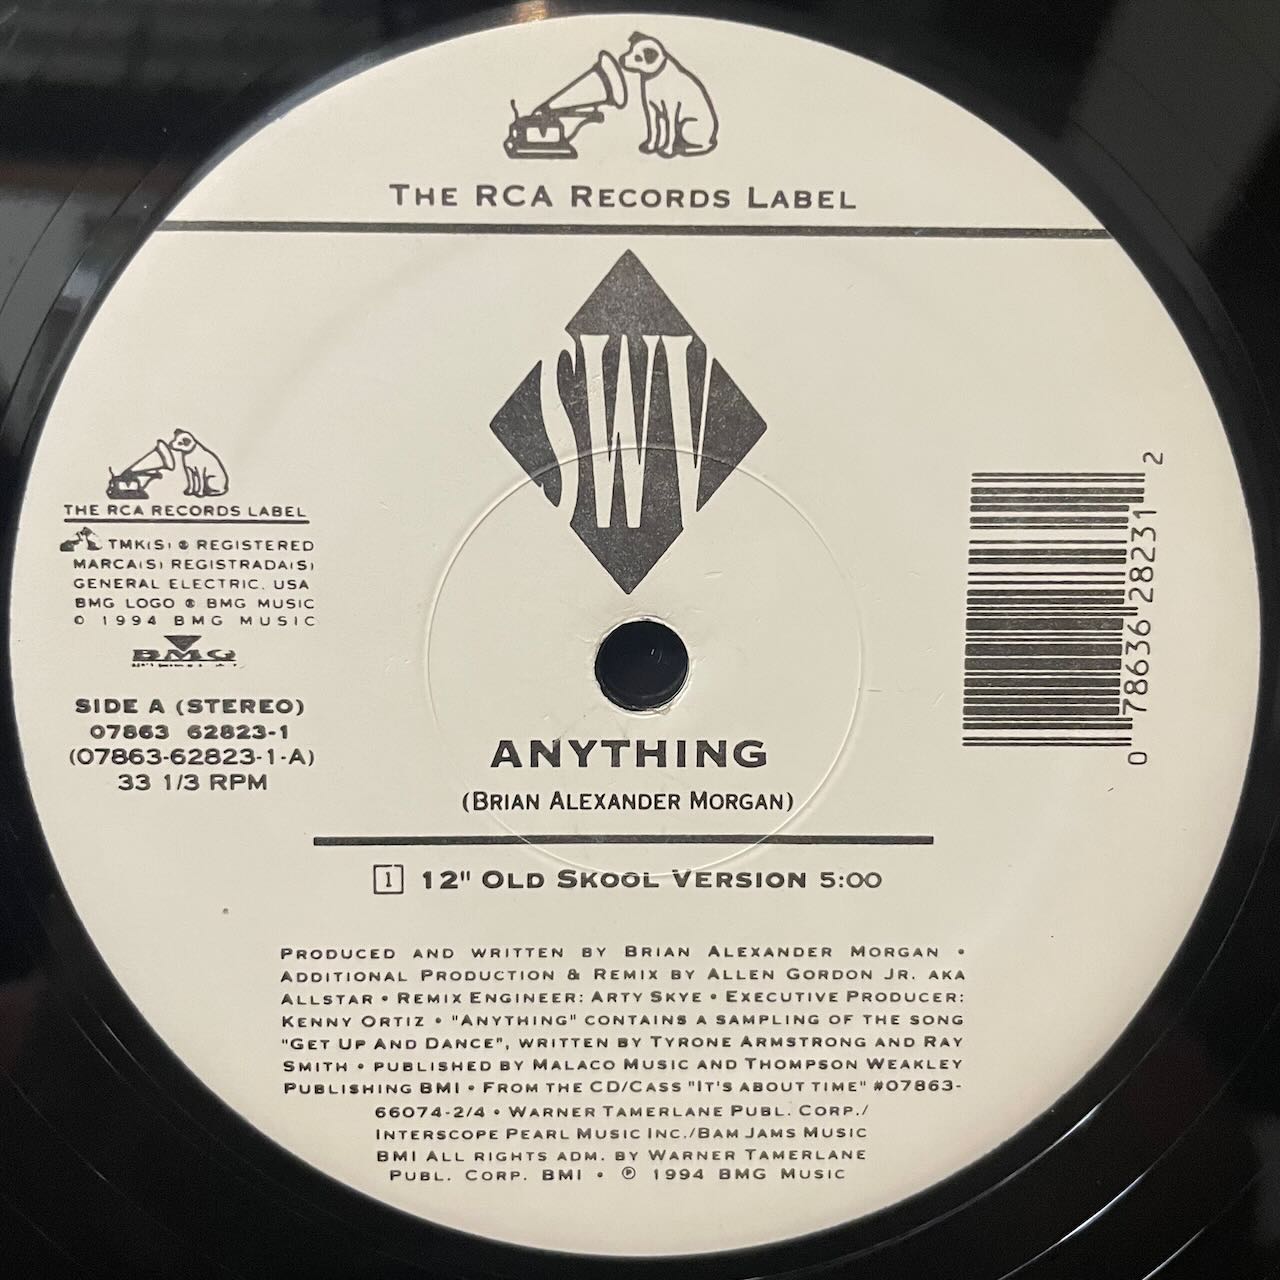 THE RCA RECORDS LABEL
SWV
THE RCA RECORDS LABEL
TMK(S) ® REGISTERED
MARCA(S) REGISTRADA(S)
GENERAL ELECTRIC, USA
BMG LOGO ® BMG MUSIC
© 1994 BMG MUSIC
BMG
SIDE A (STEREO)
07863 62823-1
(07863-62823-1-A)
33 1/3 RPM
0 78636 28231 2
ANYTHING
(BRIAN ALEXANDER MORGAN)
1 12" OLD SKOOL VERSION 5:00
PRODUCED AND WRITTEN BY BRIAN ALEXANDER MORGAN •
ADDITIONAL PRODUCTION & REMIX BY ALLEN GORDON JR. AKA
ALLSTAR • REMIX ENGINEER: ARTY SKYE • EXECUTIVE PRODUCER:
KENNY ORTIZ • "ANYTHING" CONTAINS A SAMPLING OF THE SONG
"GET UP AND DANCE", WRITTEN BY TYRONE ARMSTRONG AND RAY
SMITH • PUBLISHED BY MALACO MUSIC AND THOMPSON WEAKLEY
PUBLISHING BMI • FROM THE CD/CASS "IT'S ABOUT TIME" #07863-
66074-2/4 • WARNER TAMERLANE PUBL. CORP./
INTERSCOPE PEARL MUSIC INC./BAM JAMS MUSIC
BMI ALL RIGHTS ADM. BY WARNER TAMERLANE
PUBL. CORP. BMI • ℗ 1994 BMG MUSIC